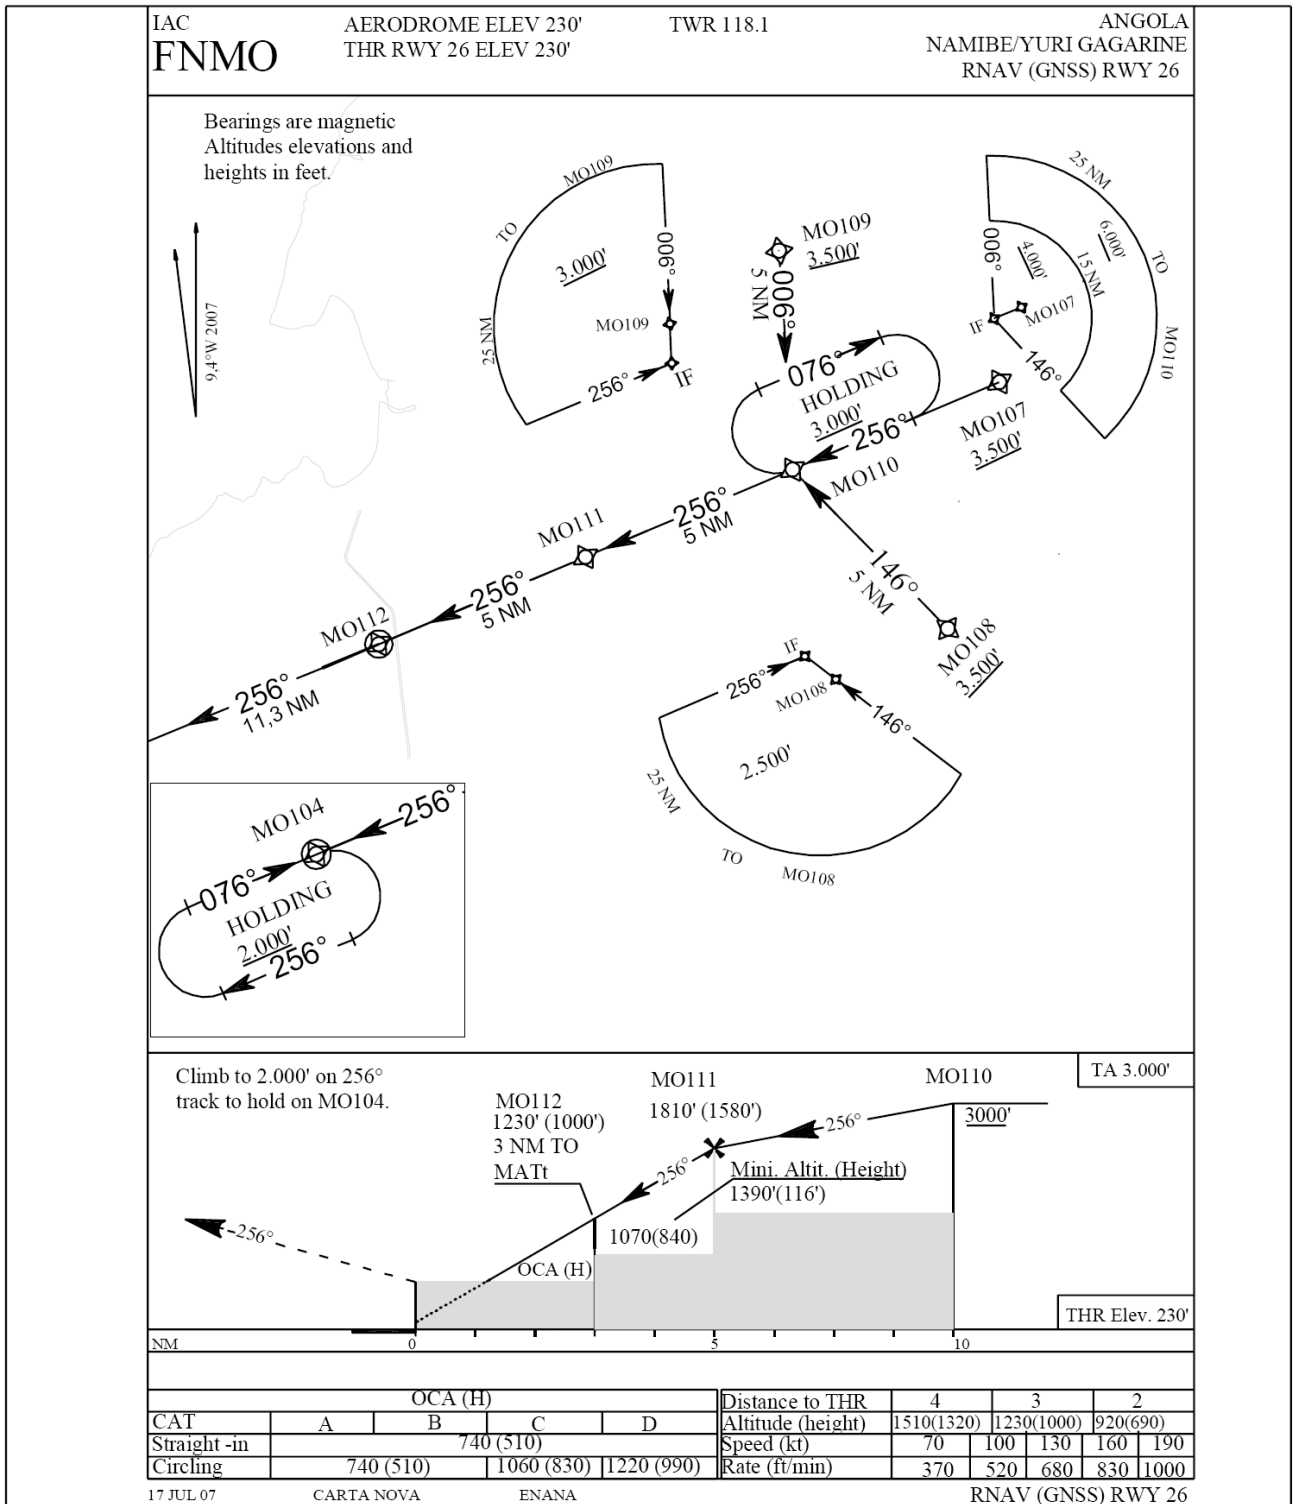 IAC
FNMO
AERODROME ELEV 230'
THR RWY 26 ELEV 230'
TWR 118.1
ANGOLA
NAMIBE/YURI GAGARINE
RNAV (GNSS) RWY 26
Bearings are magnetic
Altitudes elevations and
heights in feet.
9,4°W 2007
25 NM
TO
MO109
3.000'
006°
MO109
256°
IF
MO109
3.500'
006°
5 NM
25 NM
TO
MO110
6.000'
4.000'
15 NM
006°
IF
MO107
146°
076°
HOLDING
3.000'
256°
MO107
3.500'
MO110
256°
5 NM
MO111
256°
5 NM
146°
5 NM
MO108
3.500'
MO112
256°
11,3 NM
IF
256°
MO108
146°
2.500'
25 NM
TO
MO108
MO104
256°
076°
HOLDING
2.000'
256°
Climb to 2.000' on 256°
track to hold on MO104.
TA 3.000'
MO110
3000'
256°
MO111
1810' (1580')
MO112
1230' (1000')
3 NM TO
MATt
256°
Mini. Altit. (Height)
1390'(116')
1070(840)
256°
OCA (H)
THR Elev. 230'
NM 0 5 10
OCA (H)
CAT A B C D
Straight -in 740 (510)
Circling 740 (510) 1060 (830) 1220 (990)
Distance to THR 4 3 2
Altitude (height) 1510(1320) 1230(1000) 920(690)
Speed (kt) 70 100 130 160 190
Rate (ft/min) 370 520 680 830 1000
17 JUL 07 CARTA NOVA ENANA RNAV (GNSS) RWY 26